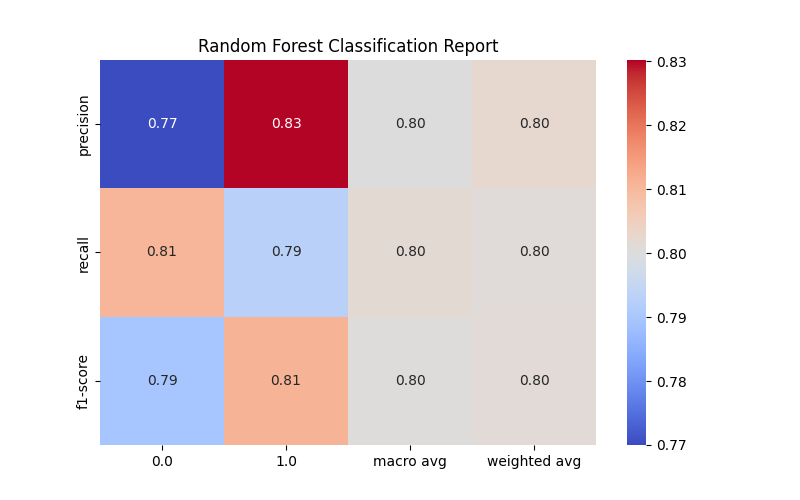 Random Forest Classification Report
precision
0.77 0.83 0.80 0.80
recall
0.81 0.79 0.80 0.80
f1-score
0.79 0.81 0.80 0.80
0.0 1.0 macro avg weighted avg
0.83
0.82
0.81
0.80
0.79
0.78
0.77